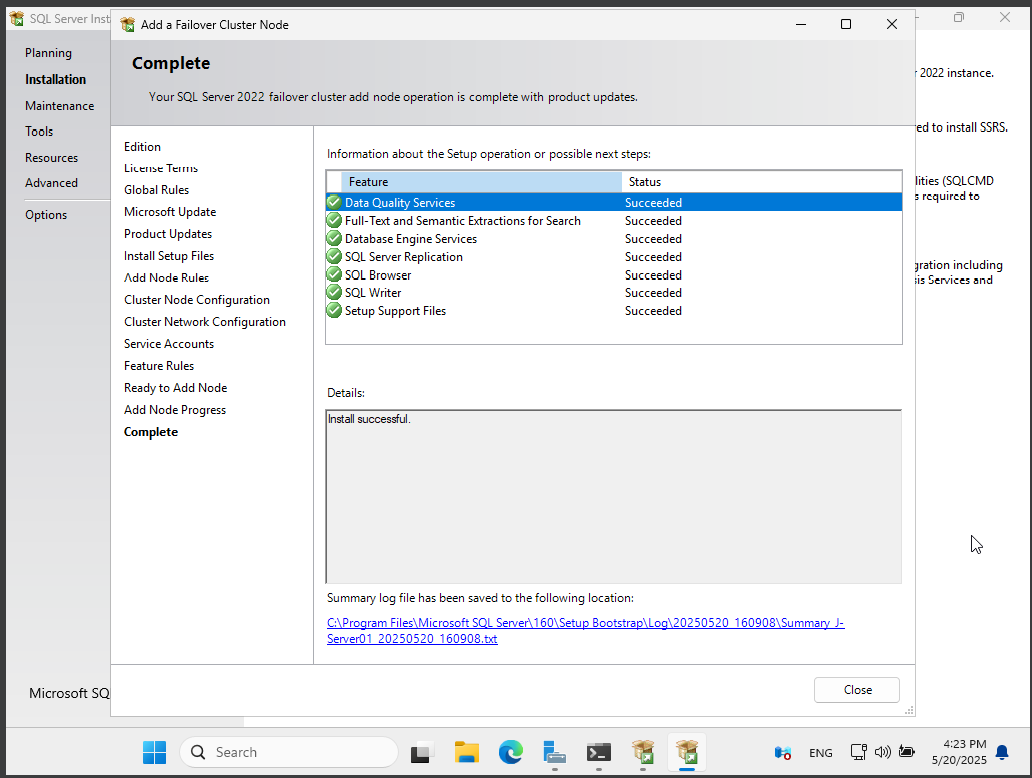 SQL Server Inst
Add a Failover Cluster Node
Planning
Installation
Maintenance
Tools
Resources
Advanced
Options
Microsoft SQ
Complete
Your SQL Server 2022 failover cluster add node operation is complete with product updates.
Edition
License Terms
Global Rules
Microsoft Update
Product Updates
Install Setup Files
Add Node Rules
Cluster Node Configuration
Cluster Network Configuration
Service Accounts
Feature Rules
Ready to Add Node
Add Node Progress
Complete
Information about the Setup operation or possible next steps:
Feature Status
Data Quality Services Succeeded
Full-Text and Semantic Extractions for Search Succeeded
Database Engine Services Succeeded
SQL Server Replication Succeeded
SQL Browser Succeeded
SQL Writer Succeeded
Setup Support Files Succeeded
Details:
Install successful.
Summary log file has been saved to the following location:
C:\Program Files\Microsoft SQL Server\160\Setup Bootstrap\Log\20250520_160908\Summary_J-
Server01_20250520_160908.txt
Close
2022 instance.
ed to install SSRS.
lities (SQLCMD
s required to
gration including
is Services and
Search
ENG
4:23 PM
5/20/2025